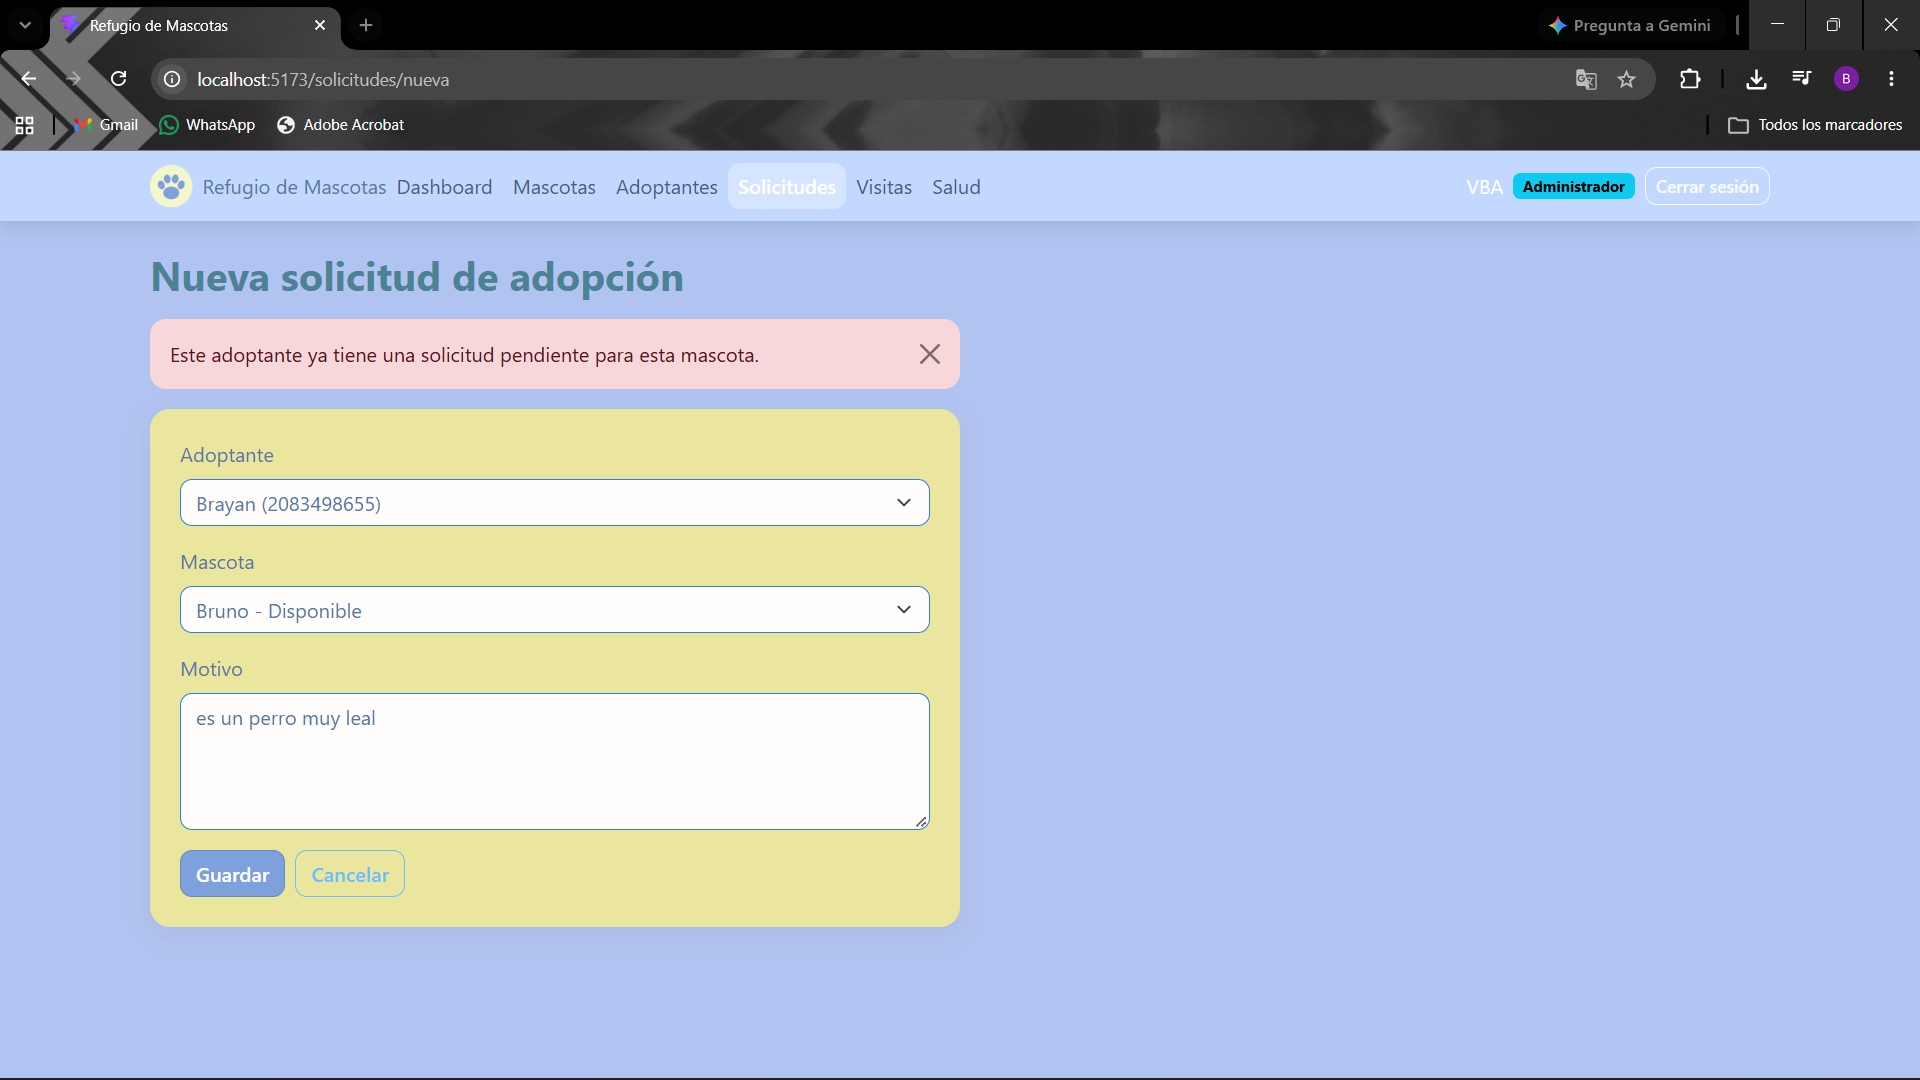 Refugio de Mascotas
Pregunta a Gemini
localhost:5173/solicitudes/nueva
B
Gmail
WhatsApp
Adobe Acrobat
Todos los marcadores
Refugio de Mascotas Dashboard Mascotas Adoptantes Solicitudes Visitas Salud
VBA Administrador Cerrar sesión
Nueva solicitud de adopción
Este adoptante ya tiene una solicitud pendiente para esta mascota.
Adoptante
Brayan (2083498655)
Mascota
Bruno - Disponible
Motivo
es un perro muy leal
Guardar Cancelar